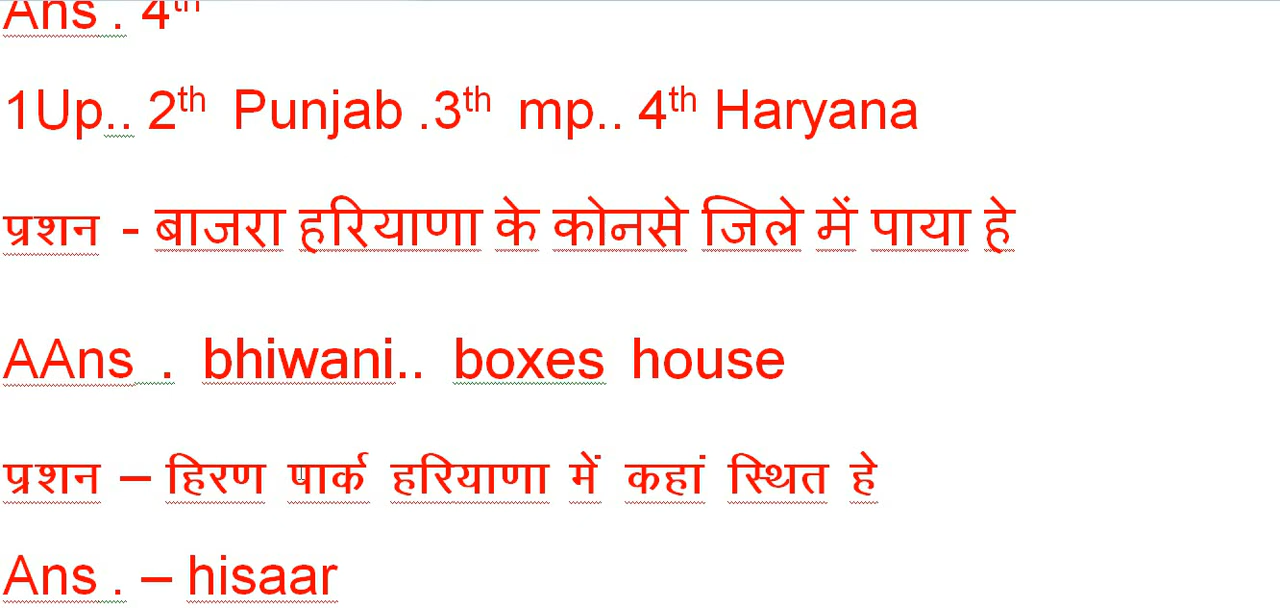 Ans . 4th
1Up.. 2th Punjab .3th mp.. 4th Haryana
प्रशन - बाजरा हरियाणा के कोनसे जिले में पाया हे
AAns . bhiwani.. boxes house
प्रशन – हिरण पार्क हरियाणा में कहां स्थित हे
Ans . – hisaar